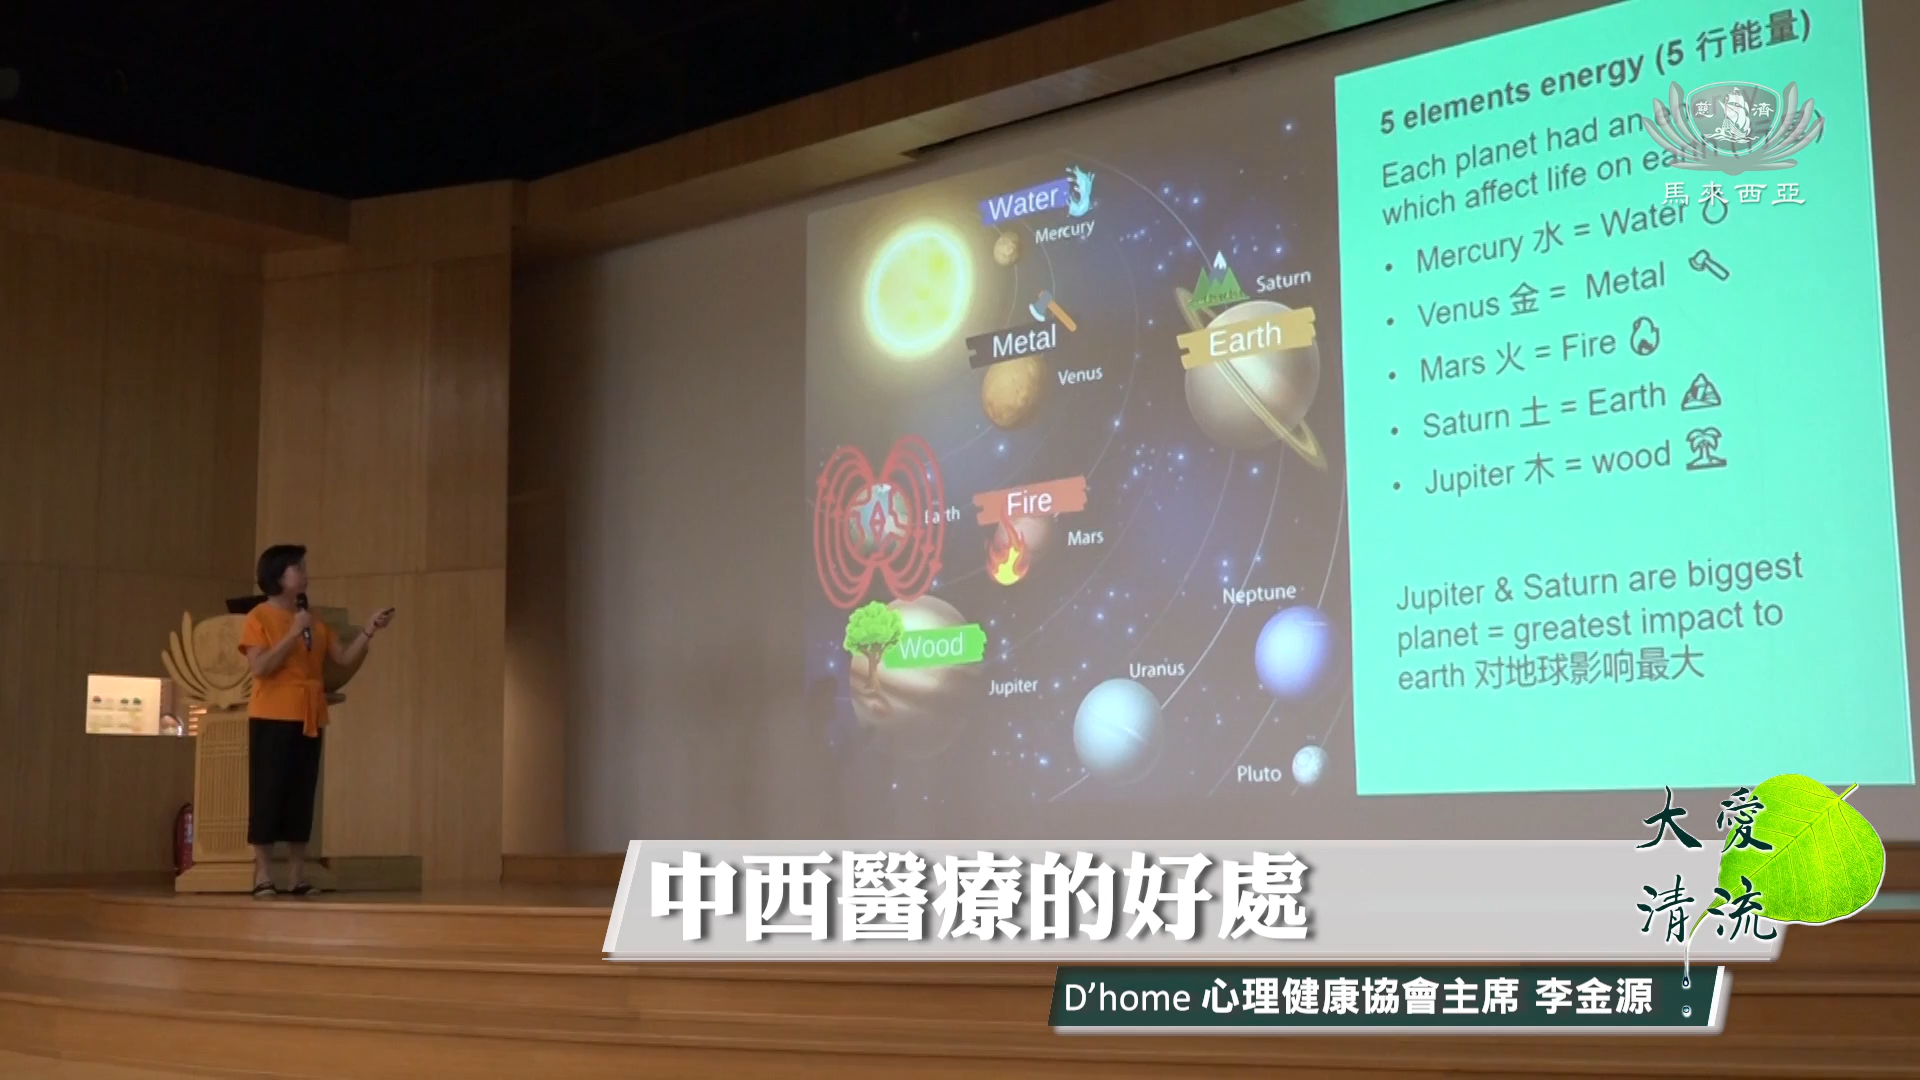 5 elements energy (5 行能量)
Each planet had an
which affect life on earth
• Mercury 水 = Water
• Venus 金 = Metal
• Mars 火 = Fire
• Saturn 土 = Earth
• Jupiter 木 = wood
Jupiter & Saturn are biggest
planet = greatest impact to
earth 对地球影响最大
慈濟
馬來西亞
Water
Mercury
Metal
Venus
Saturn
Earth
Earth
Fire
Mars
Wood
Jupiter
Neptune
Uranus
Pluto
大愛
清流
中西醫療的好處
D’home 心理健康協會主席 李金源